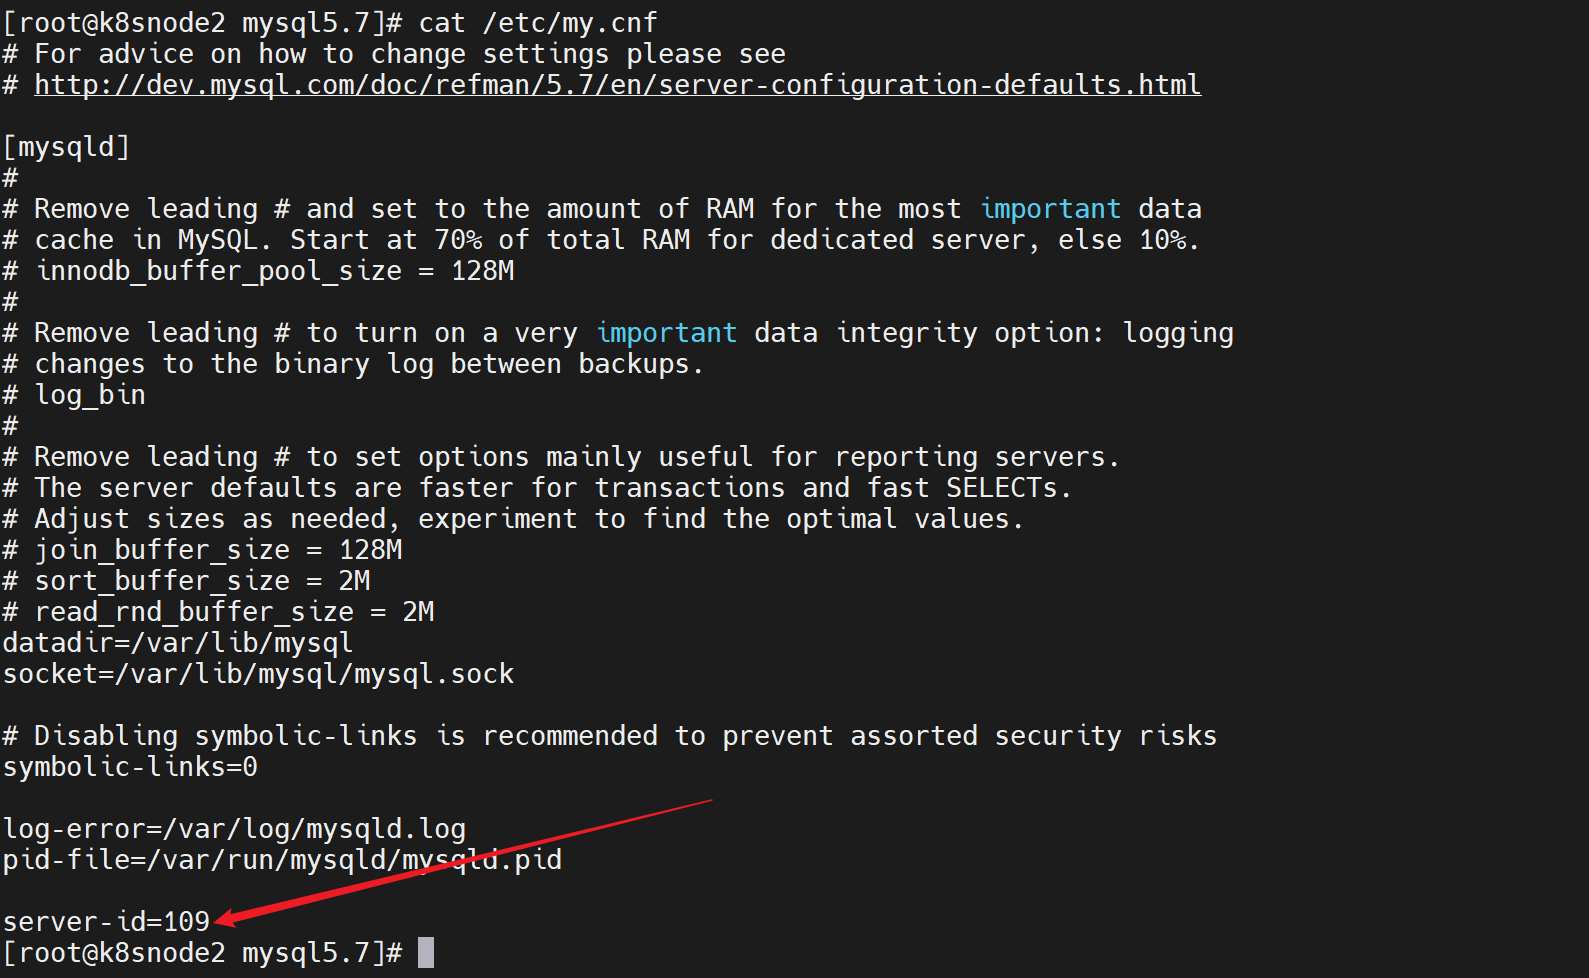 [root@k8snode2 mysql5.7]# cat /etc/my.cnf
# For advice on how to change settings please see
# http://dev.mysql.com/doc/refman/5.7/en/server-configuration-defaults.html
[mysqld]
#
# Remove leading # and set to the amount of RAM for the most important data
# cache in MySQL. Start at 70% of total RAM for dedicated server, else 10%.
# innodb_buffer_pool_size = 128M
#
# Remove leading # to turn on a very important data integrity option: logging
# changes to the binary log between backups.
# log_bin
#
# Remove leading # to set options mainly useful for reporting servers.
# The server defaults are faster for transactions and fast SELECTs.
# Adjust sizes as needed, experiment to find the optimal values.
# join_buffer_size = 128M
# sort_buffer_size = 2M
# read_rnd_buffer_size = 2M
datadir=/var/lib/mysql
socket=/var/lib/mysql/mysql.sock
# Disabling symbolic-links is recommended to prevent assorted security risks
symbolic-links=0
log-error=/var/log/mysqld.log
pid-file=/var/run/mysqld/mysqld.pid
server-id=109
[root@k8snode2 mysql5.7]#